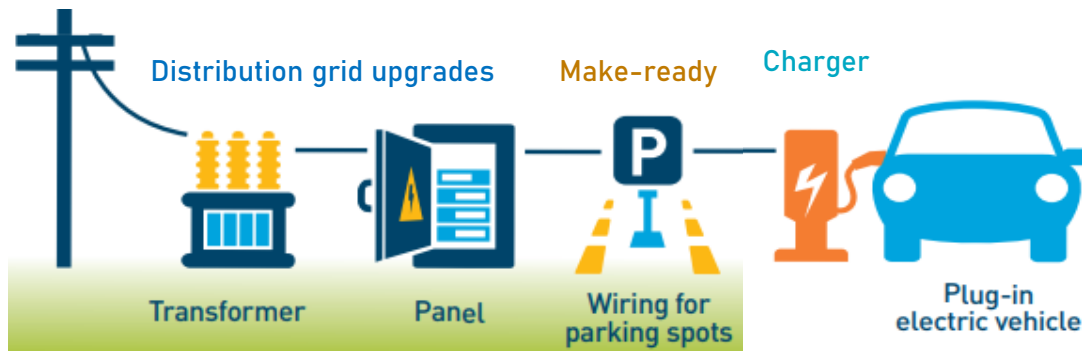 Distribution grid upgrades
Make-ready
Charger
P
Transformer
Panel
Wiring for
parking spots
Plug-in
electric vehicle